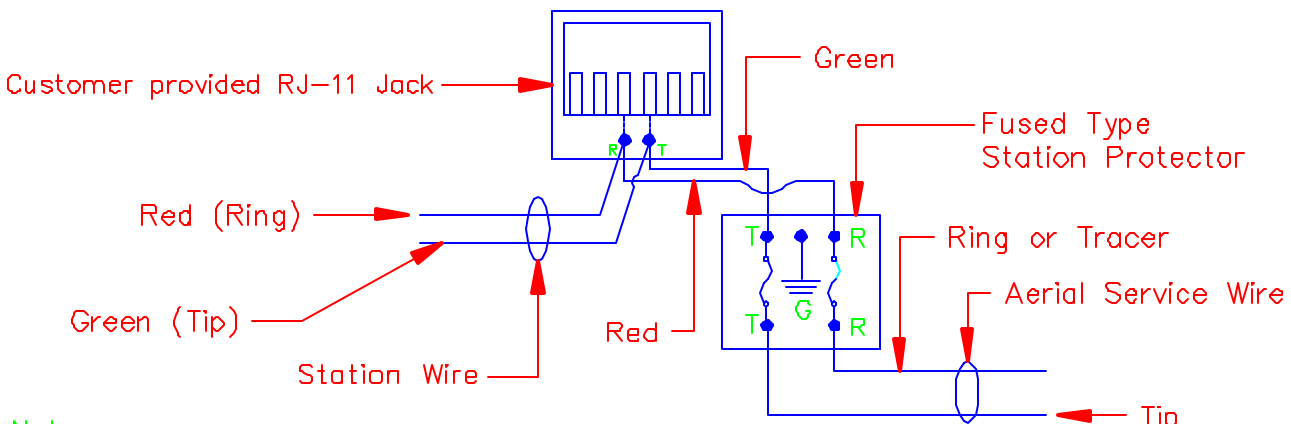 Green
Customer provided RJ-11 Jack
Fused Type
Station Protector
R T
Red (Ring)
T R
Ring or Tracer
Aerial Service Wire
G
Green (Tip)
Red
T R
Station Wire
Tip